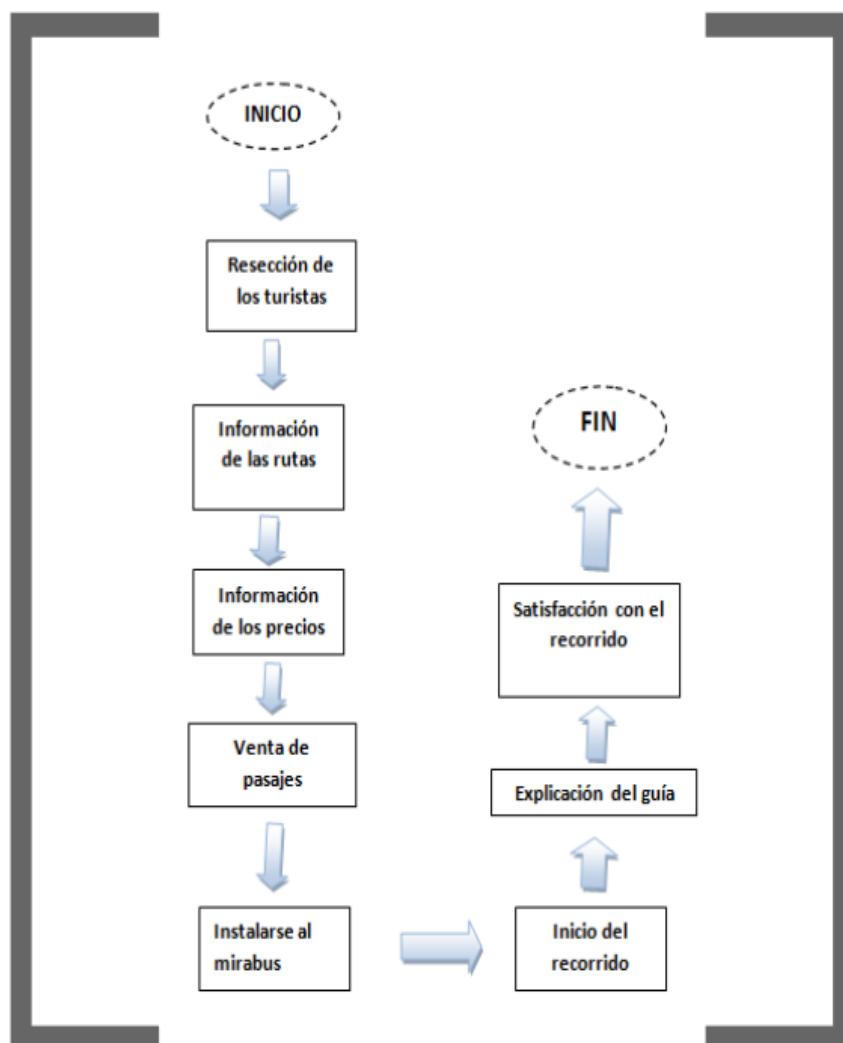 INICIO
Resección de
los turistas
Información
de las rutas
Información
de los precios
Venta de
pasajes
Instalarse al
mirabus
Inicio del
recorrido
Explicación del guía
Satisfacción con el
recorrido
FIN